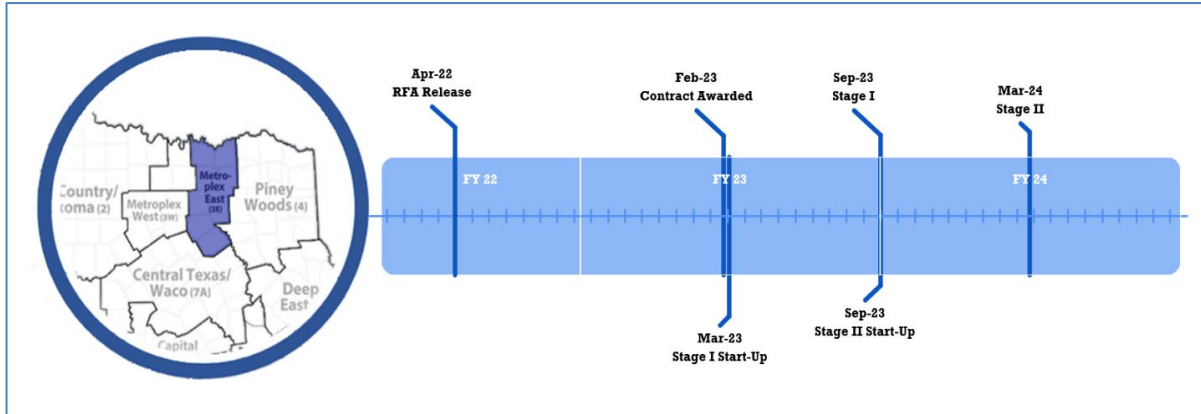 Country/
oma (2)
Metroplex
West (3W)
Metro-
plex
East
(3E)
Piney
Woods (4)
Central Texas/
Waco (7A)
Deep
East
Capital
Apr-22
RFA Release
Feb-23
Contract Awarded
Sep-23
Stage I
Mar-24
Stage II
FY 22
FY 23
FY 24
Mar-23
Stage I Start-Up
Sep-23
Stage II Start-Up